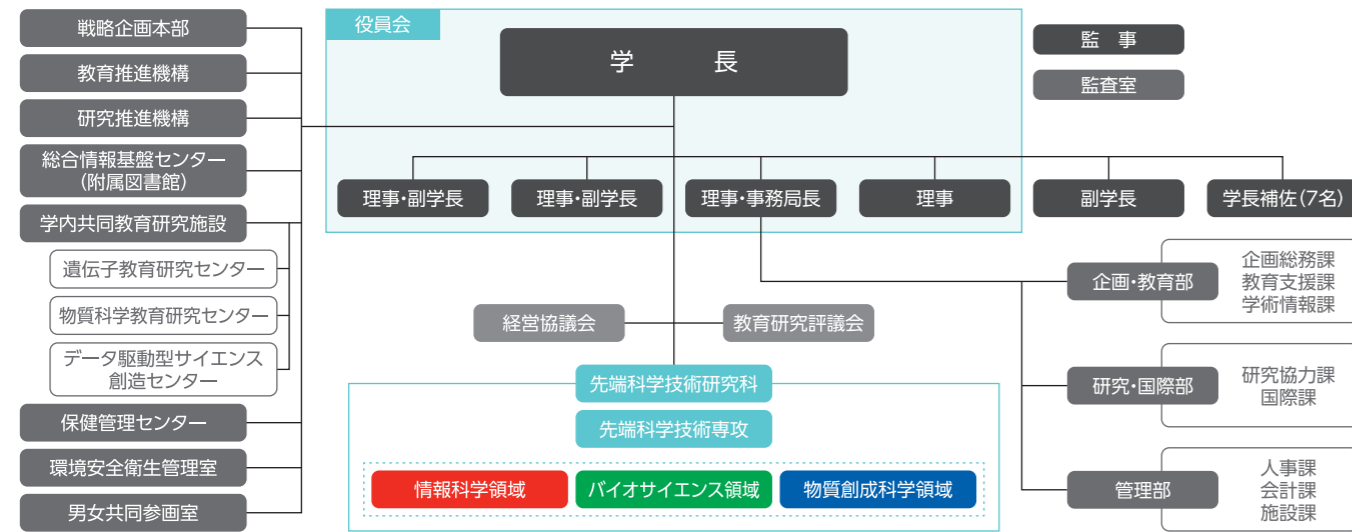 戦略企画本部
教育推進機構
研究推進機構
総合情報基盤センター
(附属図書館)
学内共同教育研究施設
遺伝子教育研究センター
物質科学教育研究センター
データ駆動型サイエンス
創造センター
保健管理センター
環境安全衛生管理室
男女共同参画室
役員会
学 長
監 事
監査室
理事・副学長
理事・副学長
理事・事務局長
理事
副学長
学長補佐(7名)
経営協議会
教育研究評議会
企画・教育部
企画総務課
教育支援課
学術情報課
研究・国際部
研究協力課
国際課
管理部
人事課
会計課
施設課
先端科学技術研究科
先端科学技術専攻
情報科学領域
バイオサイエンス領域
物質創成科学領域